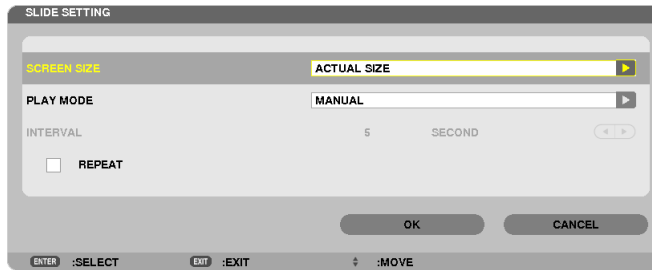 SLIDE SETTING
SCREEN SIZE ACTUAL SIZE
PLAY MODE MANUAL
INTERVAL 5 SECOND
REPEAT
OK CANCEL
ENTER :SELECT EXIT :EXIT :MOVE